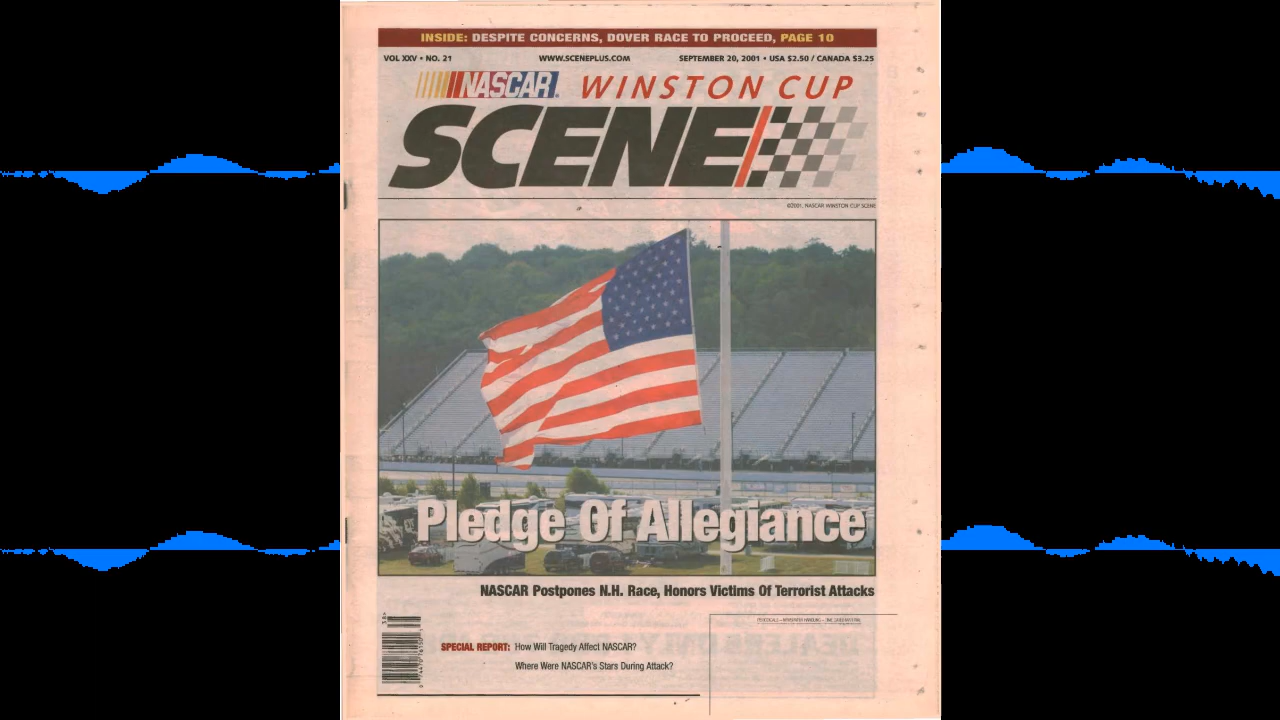 INSIDE: DESPITE CONCERNS, DOVER RACE TO PROCEED, PAGE 10
VOL XXV • NO. 21 WWW.SCENEPLUS.COM SEPTEMBER 20, 2001 • USA $2.50 / CANADA $3.25
NASCAR WINSTON CUP
SCENE
©2001, NASCAR WINSTON CUP SCENE
Pledge Of Allegiance
NASCAR Postpones N.H. Race, Honors Victims Of Terrorist Attacks
SPECIAL REPORT: How Will Tragedy Affect NASCAR?
Where Were NASCAR's Stars During Attack?